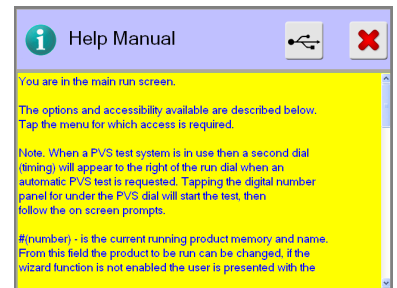 Help Manual
You are in the main run screen.
The options and accessibility available are described below.
Tap the menu for which access is required.
Note. When a PVS test system is in use then a second dial
(timing) will appear to the right of the run dial when an
automatic PVS test is requested. Tapping the digital number
panel for under the PVS dial will start the test, then
follow the on screen prompts.
#(number) - is the current running product memory and name.
From this field the product to be run can be changed, if the
wizard function is not enabled the user is presented with the